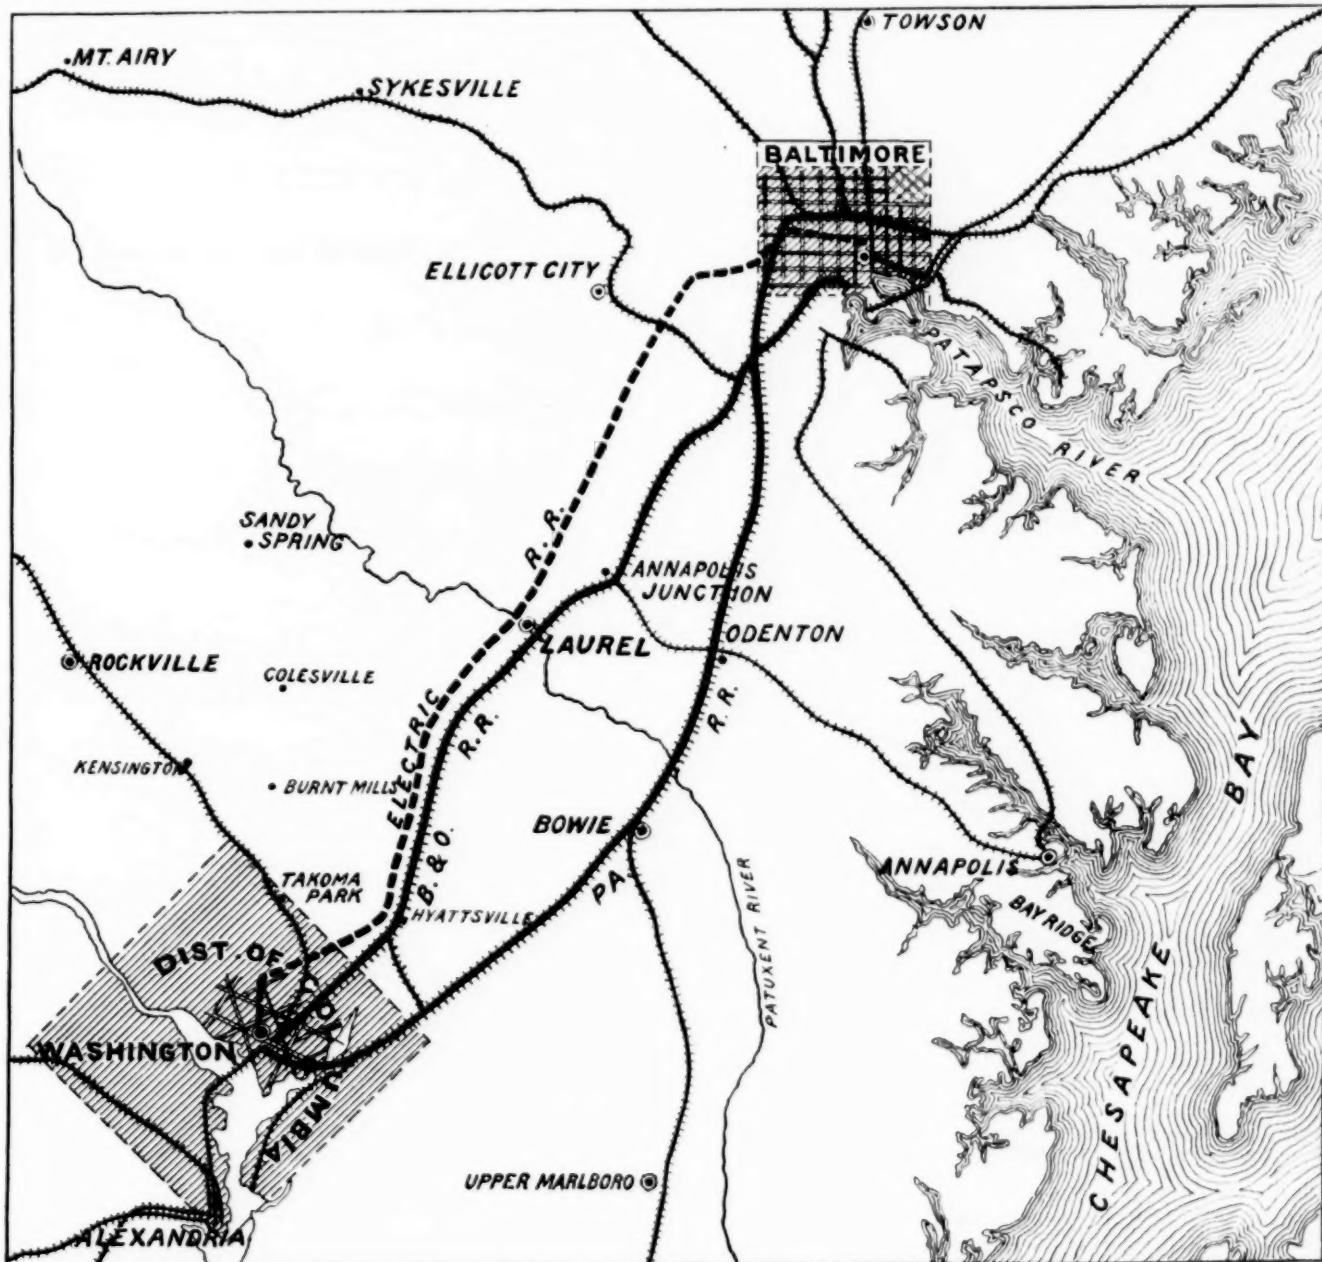 TOWSON
MT. AIRY
SYKESVILLE
BALTIMORE
ELLICOTT CITY
PATAPSCO RIVER
R. R.
SANDY
SPRING
ANNAPOLIS
JUNCTION
LAUREL
ODENTON
ROCKVILLE
COLESVILLE
ELECTRIC
R. R.
R. R.
KENSINGTON
BURNT MILLS
BAY
BOWIE
B. & O.
PA.
ANNAPOLIS
TAKOMA
PARK
HYATTSVILLE
BAY RIDGE
PATUXENT RIVER
DIST. OF COLUMBIA
WASHINGTON
CHESAPEAKE
UPPER MARLBORO
ALEXANDRIA